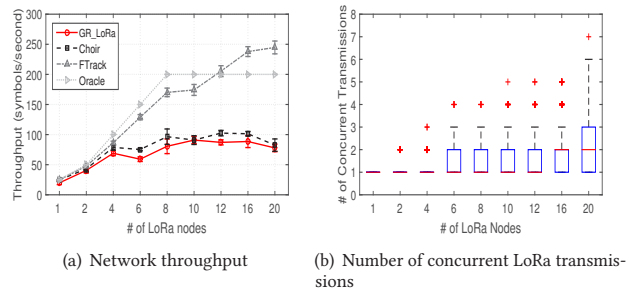 300
250
200
150
100
50
0
Throughput (symbols/second)
GR_LoRa
Choir
FTrack
Oracle
1 2 4 6 8 10 12 16 20
# of LoRa nodes
(a) Network throughput
8
7
6
5
4
3
2
1
0
# of Concurrent Transmissions
1 2 4 6 8 10 12 16 20
# of LoRa Nodes
(b) Number of concurrent LoRa transmis-
sions